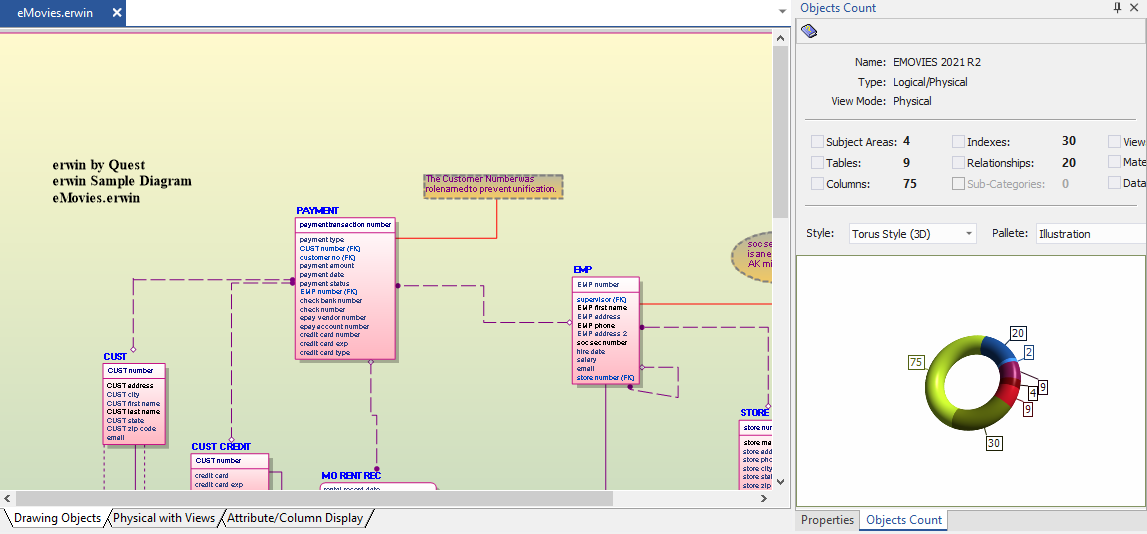 eMovies.erwin
erwin by Quest
erwin Sample Diagram
eMovies.erwin
The Customer Number was
rolenamed to prevent unification.
PAYMENT
payment transaction number
payment type
CUST number (FK)
customer no (FK)
payment amount
payment date
payment status
EMP number (FK)
check bank number
check number
epay vendor number
epay account number
credit card number
credit card exp
credit card type
soc se
is an e
AK mi
EMP
EMP number
supervisor (FK)
EMP first name
EMP address
EMP phone
EMP address 2
soc sec number
hire date
salary
email
store number (FK)
CUST
CUST number
CUST address
CUST city
CUST first name
CUST last name
CUST state
CUST zip code
email
STORE
store num
store ma
store add
store pho
store city
store stat
store zip
CUST CREDIT
CUST number
credit card
credit card exp
MO RENT REC
rental record date
Drawing Objects
Physical with Views
Attribute/Column Display
Objects Count
Name: EMOVIES 2021 R2
Type: Logical/Physical
View Mode: Physical
Subject Areas: 4 Indexes: 30 View
Tables: 9 Relationships: 20 Mate
Columns: 75 Sub-Categories: 0 Data
Style: Torus Style (3D) Pallete: Illustration
20
2
75
9
4
9
30
Properties Objects Count